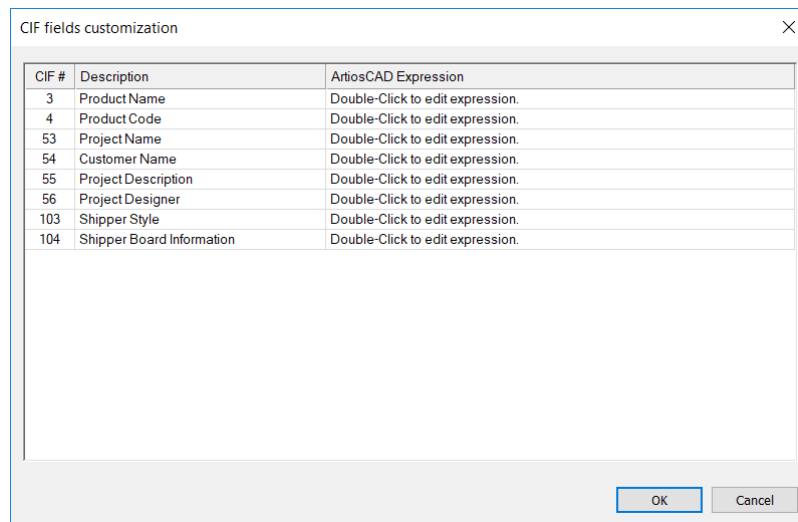 CIF fields customization
CIF # Description ArtiosCAD Expression
3 Product Name Double-Click to edit expression.
4 Product Code Double-Click to edit expression.
53 Project Name Double-Click to edit expression.
54 Customer Name Double-Click to edit expression.
55 Project Description Double-Click to edit expression.
56 Project Designer Double-Click to edit expression.
103 Shipper Style Double-Click to edit expression.
104 Shipper Board Information Double-Click to edit expression.
OK Cancel